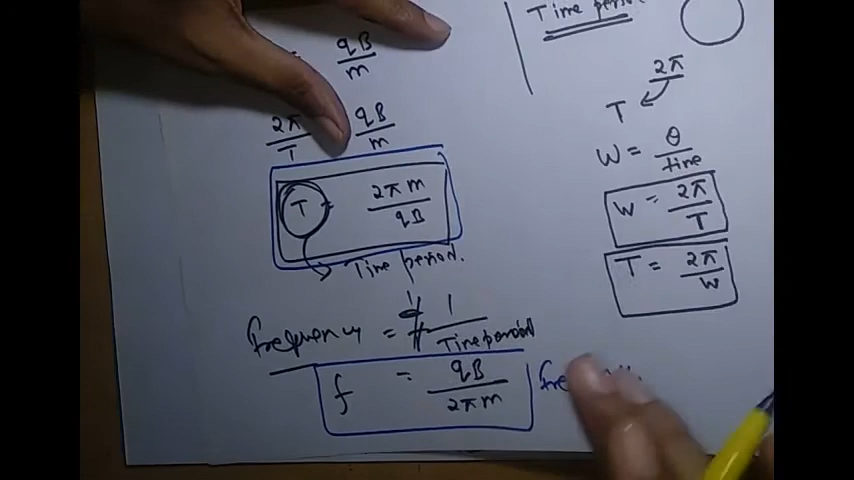 = qB/m
2π/T qB/m
T = 2πm/qB
Time period.
Frequency = 1/Time period
f = qB/2πm
Time period
2π
T
W = θ/time
W = 2π/T
T = 2π/W